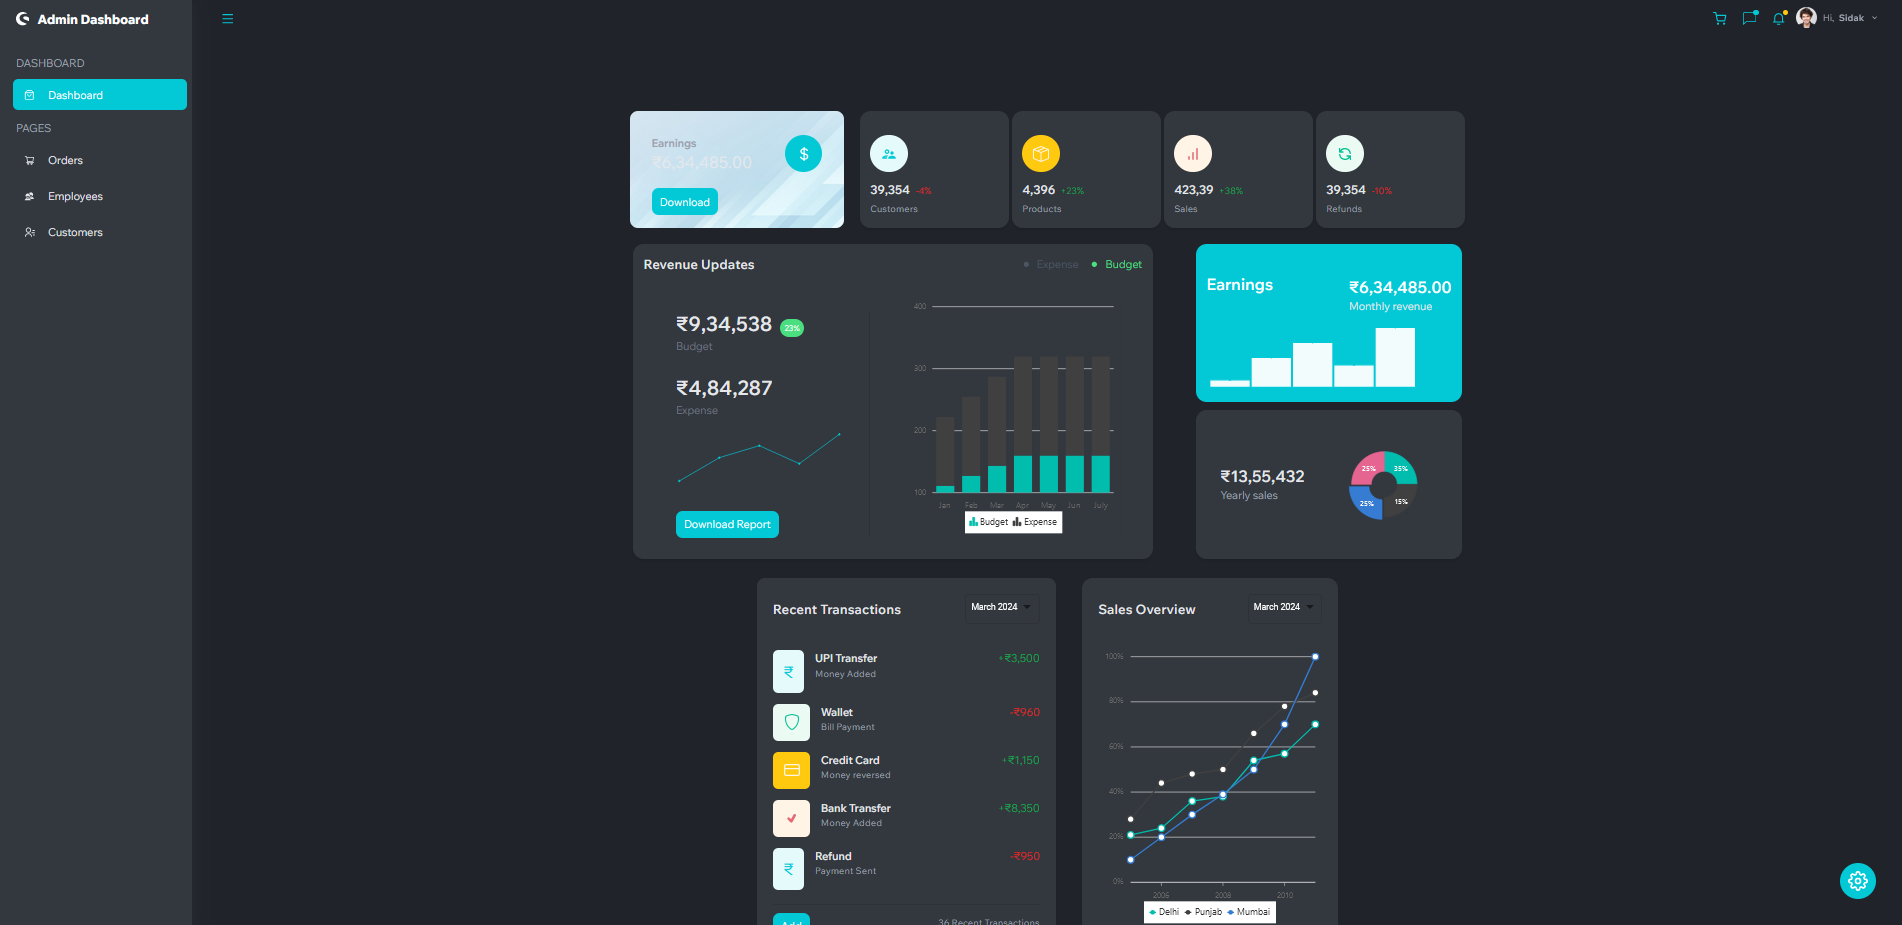 Admin Dashboard
Hi, Sidak
DASHBOARD
Dashboard
PAGES
Orders
Employees
Customers
Earnings
₹6,34,485.00
$
Download
39,354 -4%
Customers
4,396 +23%
Products
423,39 +38%
Sales
39,354 -10%
Refunds
Revenue Updates
Expense
Budget
₹9,34,538 23%
Budget
₹4,84,287
Expense
Download Report
400
300
200
100
Jan Feb Mar Apr May Jun July
Budget Expense
Earnings
₹6,34,485.00
Monthly revenue
₹13,55,432
Yearly sales
25% 35%
25% 15%
Recent Transactions
March 2024
₹
UPI Transfer +₹3,500
Money Added
Wallet -₹960
Bill Payment
Credit Card +₹1,150
Money reversed
Bank Transfer +₹8,350
Money Added
₹
Refund -₹950
Payment Sent
Add
36 Recent Transactions
Sales Overview
March 2024
100%
80%
60%
40%
20%
0%
2006 2008 2010
Delhi Punjab Mumbai